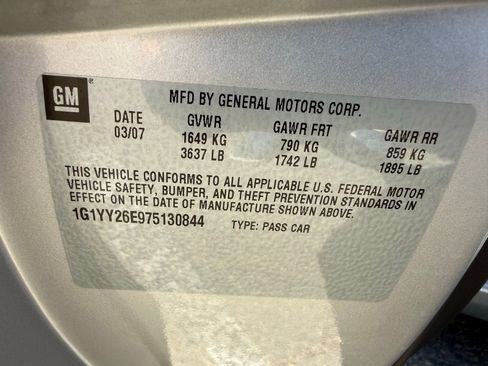 GM ®
MFD BY GENERAL MOTORS CORP.
DATE GVWR GAWR FRT GAWR RR
03/07 1649 KG 790 KG 859 KG
3637 LB 1742 LB 1895 LB
THIS VEHICLE CONFORMS TO ALL APPLICABLE U.S. FEDERAL MOTOR
VEHICLE SAFETY, BUMPER, AND THEFT PREVENTION STANDARDS IN
EFFECT ON THE DATE OF MANUFACTURE SHOWN ABOVE.
1G1YY26E975130844 TYPE: PASS CAR